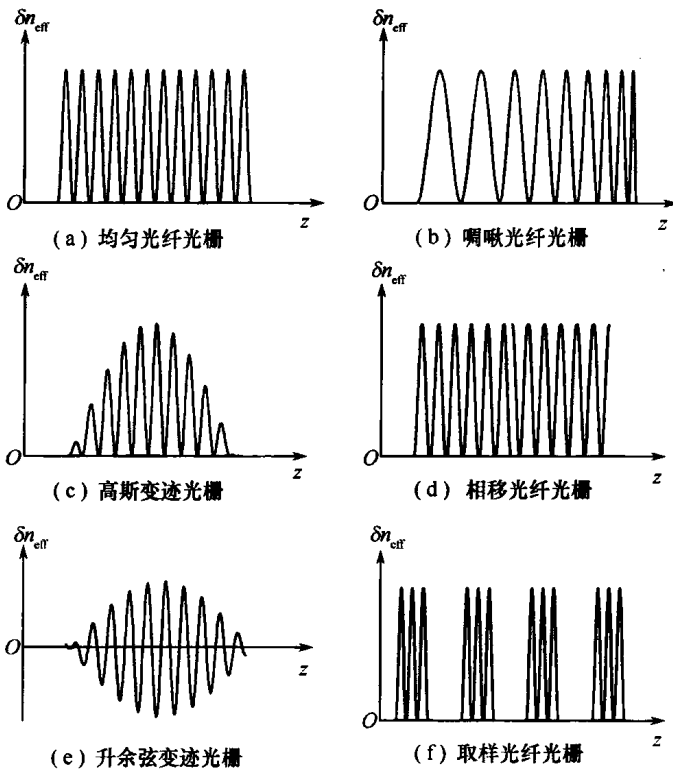 δn_eff
δn_eff
O
z
O
z
(a) 均匀光纤光栅
(b) 啁啾光纤光栅
δn_eff
δn_eff
O
z
O
z
(c) 高斯变迹光栅
(d) 相移光纤光栅
δn_eff
δn_eff
O
z
O
z
(e) 升余弦变迹光栅
(f) 取样光纤光栅